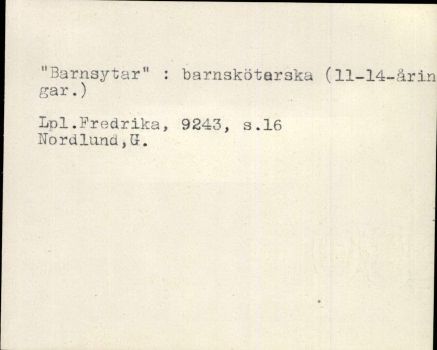 "Barnsytar" : barnsköterska (11-14-årin
gar.)
Lpl.Fredrika, 9243, s.16
Nordlund,G.